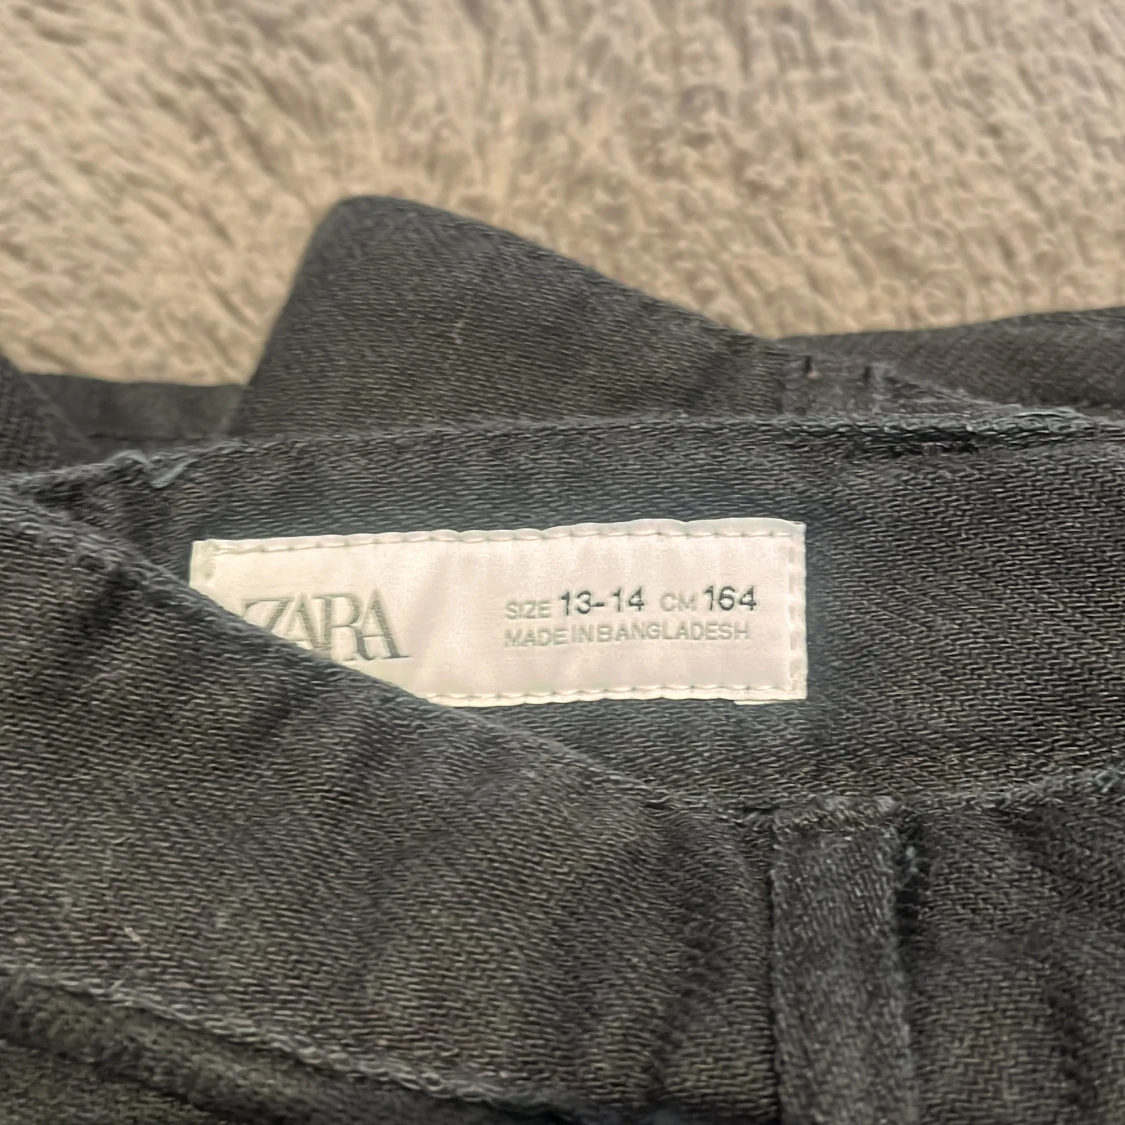 ZARA
SIZE 13-14 CM 164
MADE IN BANGLADESH